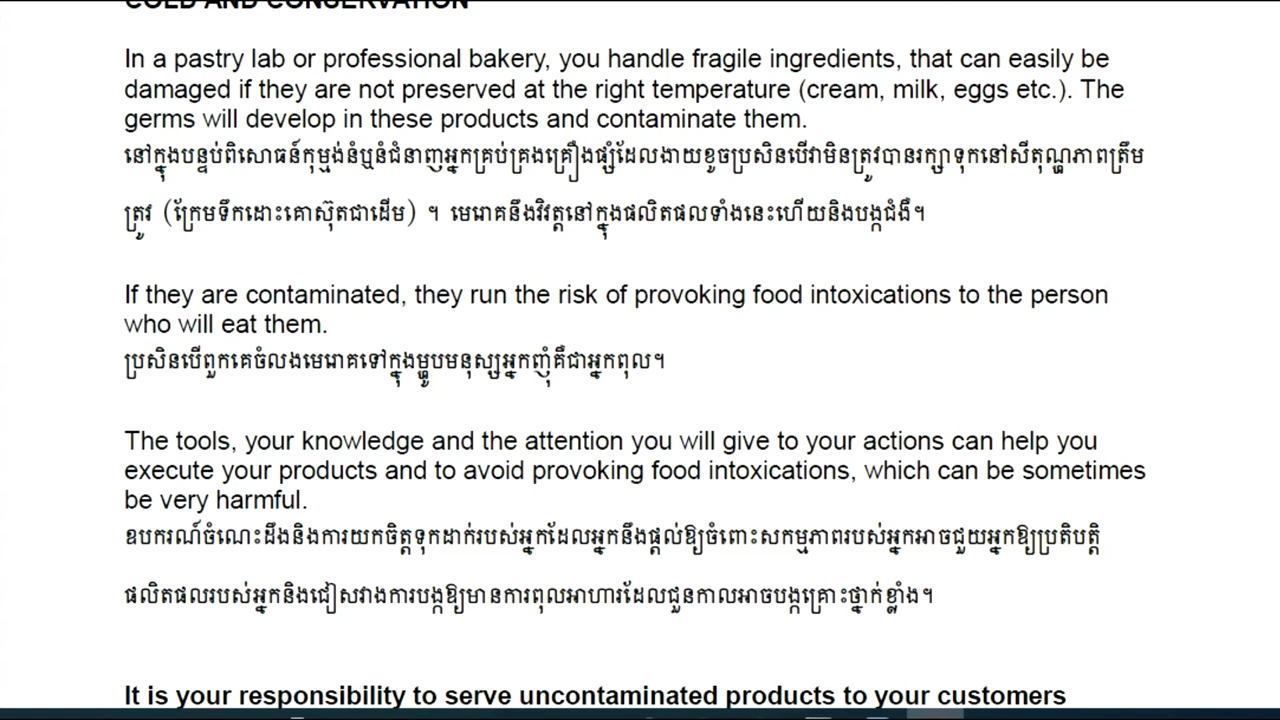 COLD AND CONSERVATION
In a pastry lab or professional bakery, you handle fragile ingredients, that can easily be
damaged if they are not preserved at the right temperature (cream, milk, eggs etc.). The
germs will develop in these products and contaminate them.
នៅក្នុងបន្ទប់ពិសោធន៍កុម្មង់នំឬនំជំនាញអ្នកគ្រប់គ្រងគ្រឿងផ្សំដែលងាយខូចប្រសិនបើវាមិនត្រូវបានរក្សាទុកនៅសីតុណ្ហភាពត្រឹម
ត្រូវ (ក្រែមទឹកដោះគោស៊ុតជាដើម) ។ មេរោគនឹងវិវត្តនៅក្នុងផលិតផលទាំងនេះហើយនិងបង្កជំងឺ។
If they are contaminated, they run the risk of provoking food intoxications to the person
who will eat them.
ប្រសិនបើពួកគេចំលងមេរោគទៅក្នុងម្ហូបមនុស្សអ្នកញ៉ុំគឺជាអ្នកពុល។
The tools, your knowledge and the attention you will give to your actions can help you
execute your products and to avoid provoking food intoxications, which can be sometimes
be very harmful.
ឧបករណ៍ចំណេះដឹងនិងការយកចិត្តទុកដាក់របស់អ្នកដែលអ្នកនឹងផ្តល់ឱ្យចំពោះសកម្មភាពរបស់អ្នកអាចជួយអ្នកឱ្យប្រតិបត្តិ
ផលិតផលរបស់អ្នកនិងជៀសវាងការបង្កឱ្យមានការពុលអាហារដែលជួនកាលអាចបង្កគ្រោះថ្នាក់ខ្លាំង។
It is your responsibility to serve uncontaminated products to your customers